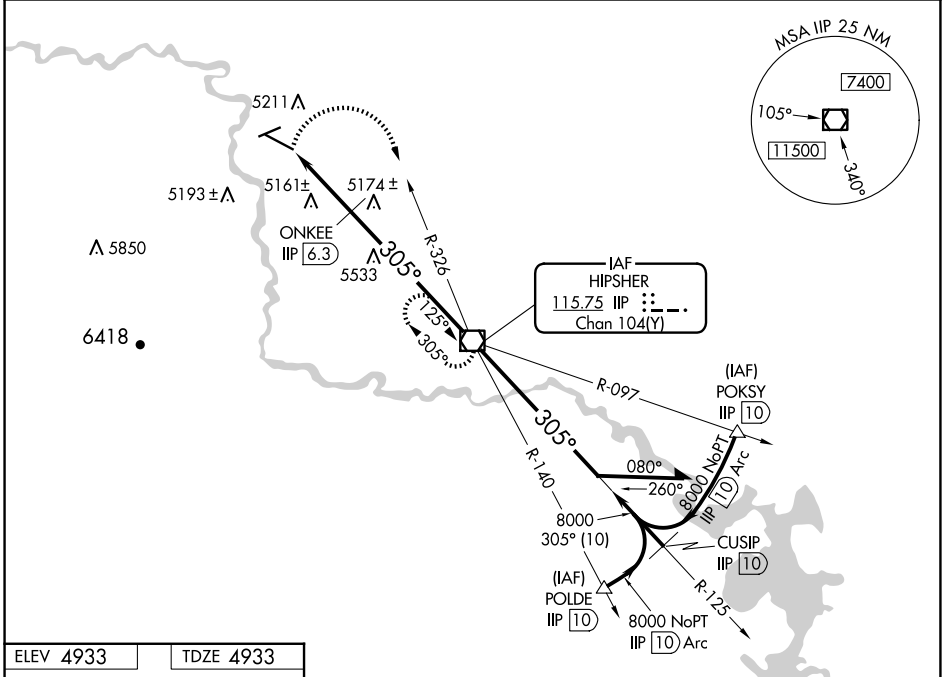 MSA IIP 25 NM
7400
105°
11500
340°
5211
5193 ±
5161±
5174 ±
ONKEE
IIP 6.3
5850
5533
6418
305°
R-326
125°
305°
IAF
HIPSHER
115.75 IIP
Chan 104(Y)
R-097
(IAF)
POKSY
IIP 10
305°
R-140
080°
260°
8000 NoPT
IIP 10 Arc
8000
305° (10)
CUSIP
IIP 10
(IAF)
POLDE
IIP 10
R-125
8000 NoPT
IIP 10 Arc
ELEV 4933
TDZE 4933